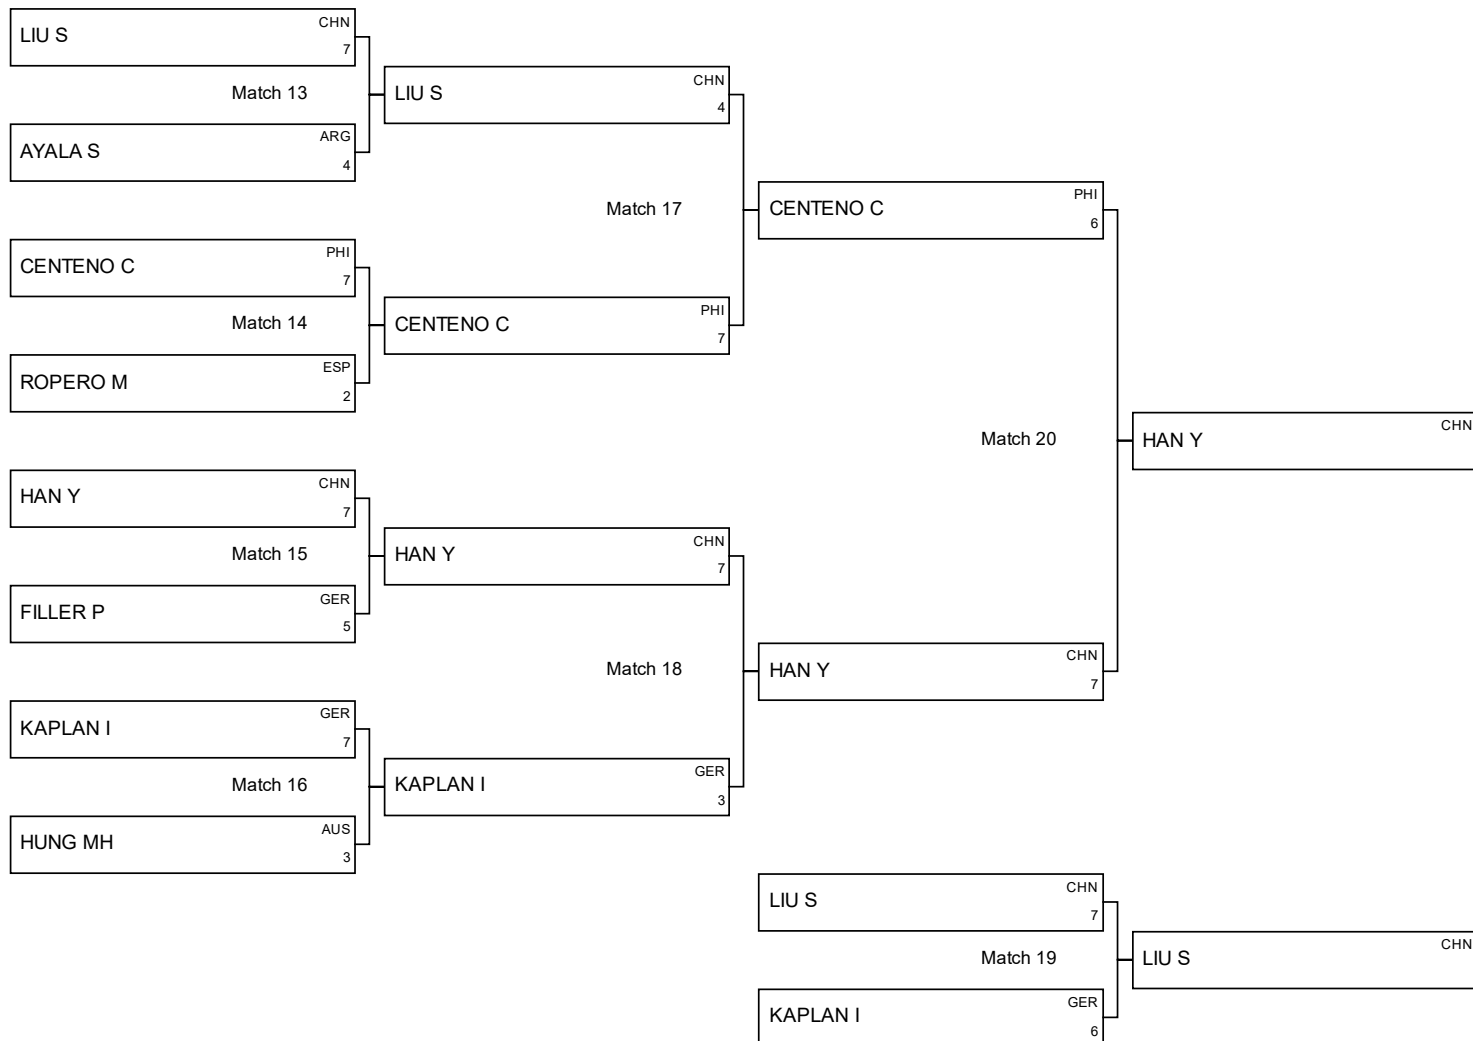 LIU S
CHN
7
Match 13
AYALA S
ARG
4
LIU S
CHN
4
CENTENO C
PHI
7
Match 14
ROPERO M
ESP
2
CENTENO C
PHI
7
Match 17
CENTENO C
PHI
6
HAN Y
CHN
7
Match 15
FILLER P
GER
5
HAN Y
CHN
7
KAPLAN I
GER
7
Match 16
HUNG MH
AUS
3
KAPLAN I
GER
3
Match 18
HAN Y
CHN
7
Match 20
HAN Y
CHN
LIU S
CHN
7
Match 19
KAPLAN I
GER
6
LIU S
CHN